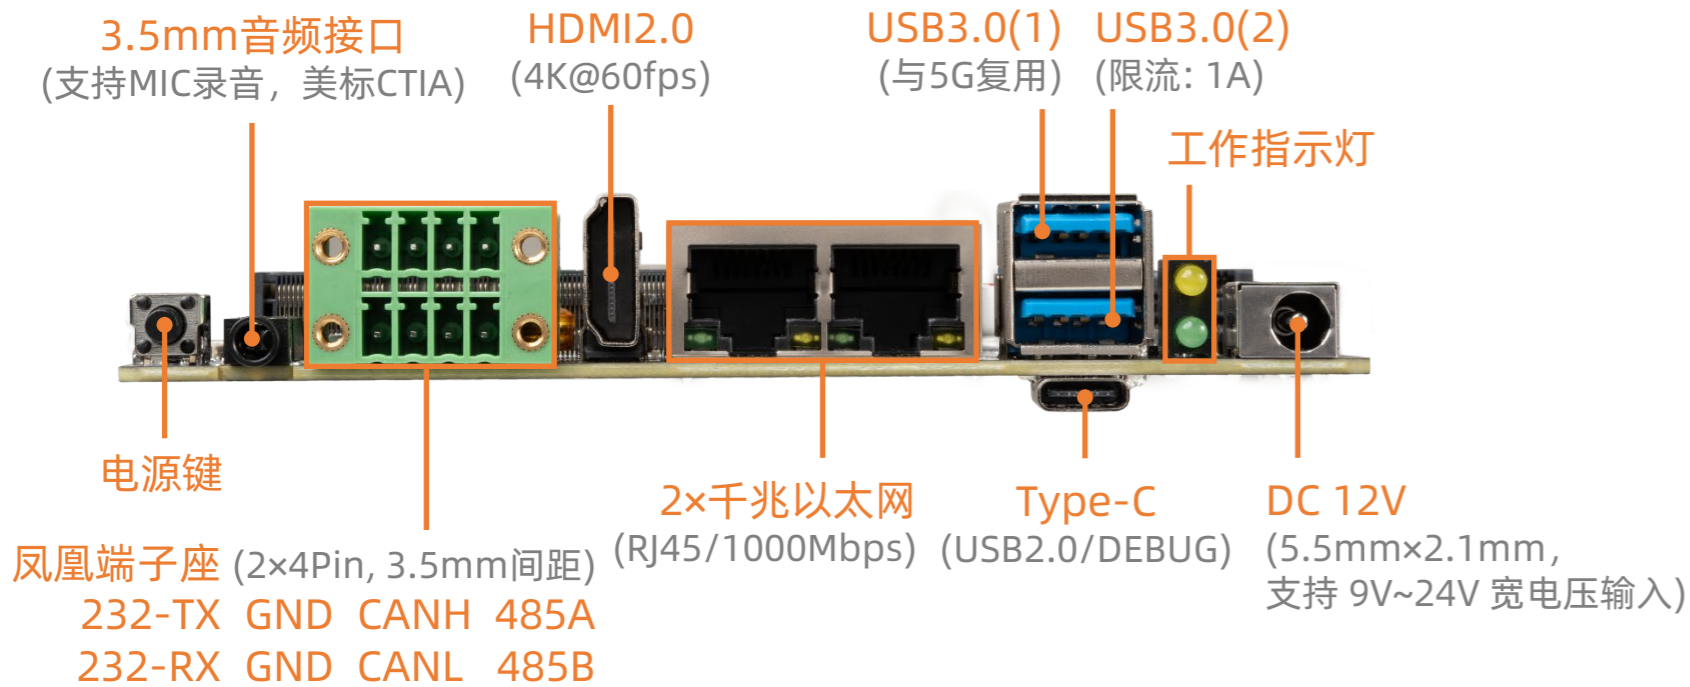 3.5mm音频接口
(支持MIC录音，美标CTIA)
HDMI2.0
(4K@60fps)
USB3.0(1)
(与5G复用)
USB3.0(2)
(限流: 1A)
工作指示灯
电源键
凤凰端子座 (2×4Pin, 3.5mm间距)
232-TX GND CANH 485A
232-RX GND CANL 485B
2×千兆以太网
(RJ45/1000Mbps)
Type-C
(USB2.0/DEBUG)
DC 12V
(5.5mm×2.1mm,
支持 9V~24V 宽电压输入)